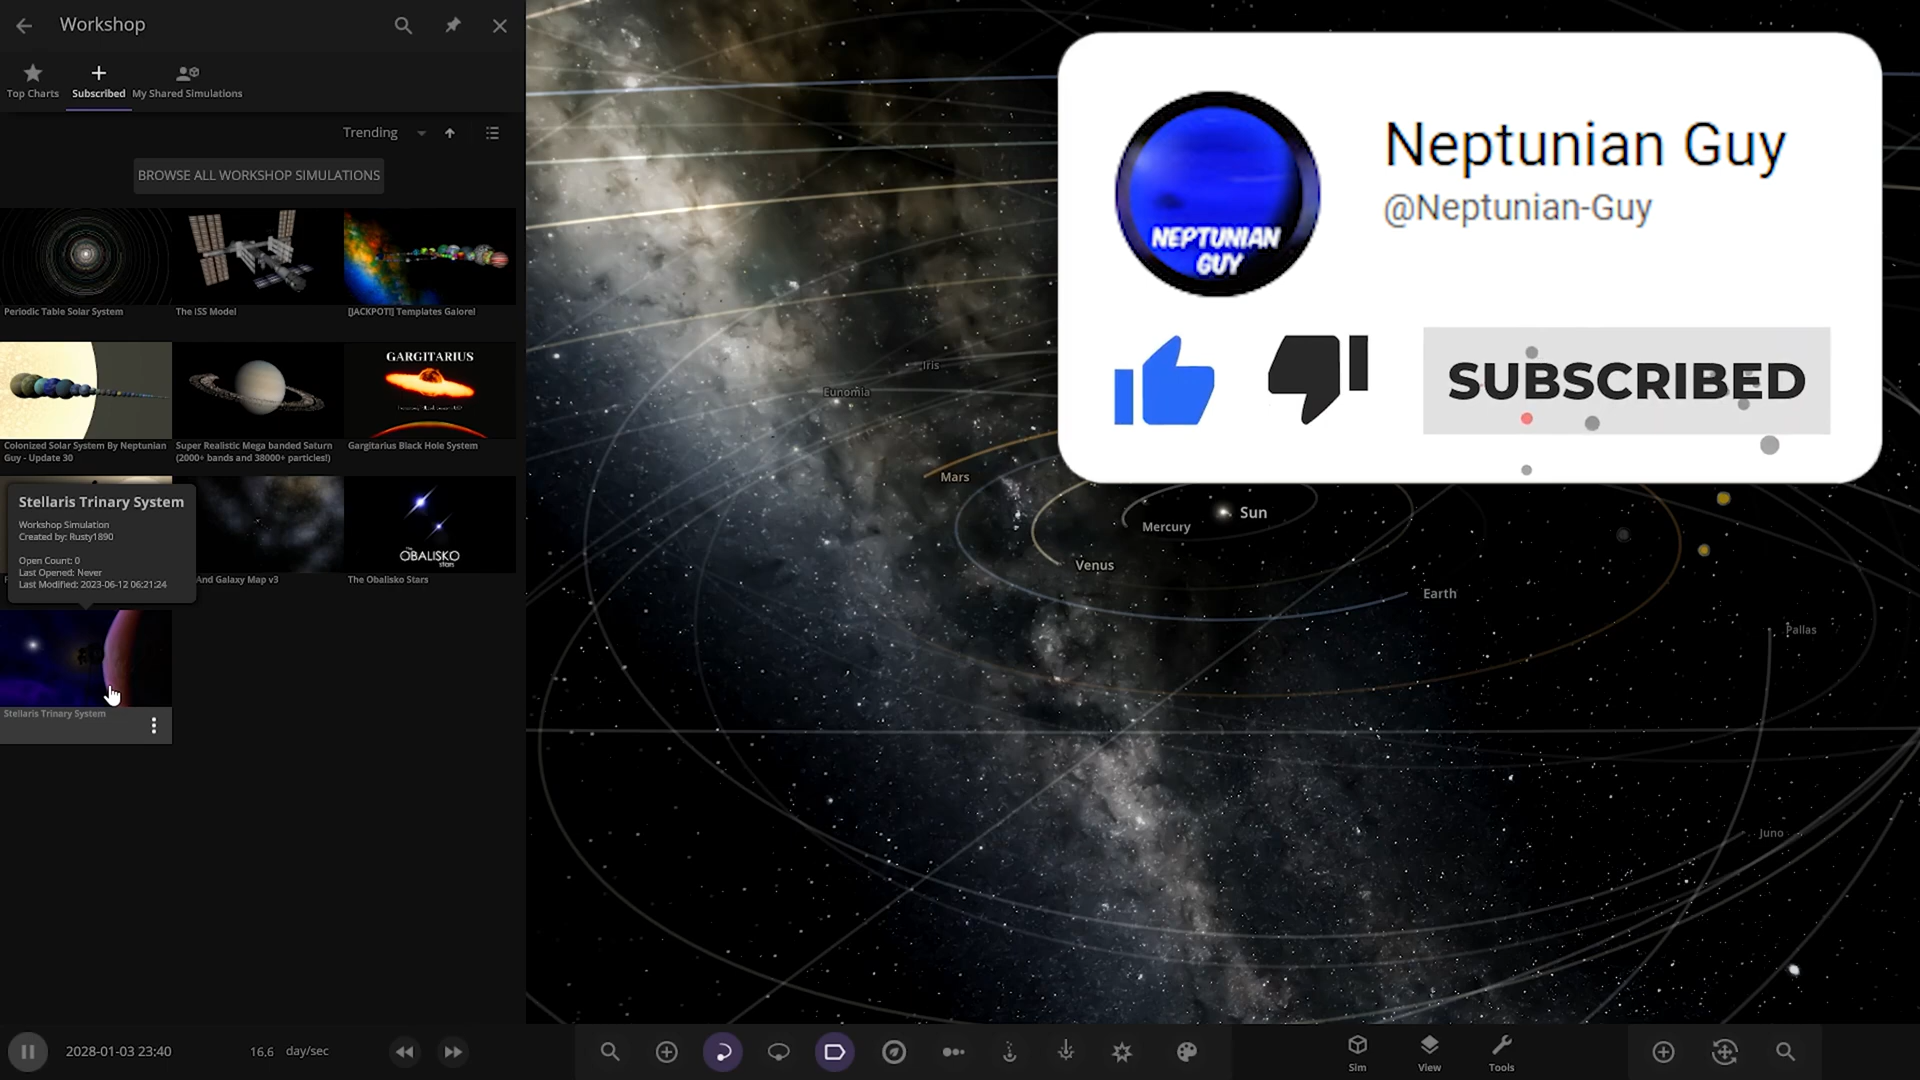 Workshop
Top Charts
Subscribed
My Shared Simulations
Trending
BROWSE ALL WORKSHOP SIMULATIONS
Periodic Table Solar System
The ISS Model
[JACKPOT!] Templates Galore!
GARGITARIUS
Colonized Solar System By Neptunian
Guy - Update 30
Super Realistic Mega banded Saturn
(2000+ bands and 38000+ particles!)
Gargitarius Black Hole System
Stellaris Trinary System
Workshop Simulation
Created by: Rusty1890
Open Count: 0
Last Opened: Never
Last Modified: 2023-06-12 06:21:24
OBALISKO
And Galaxy Map v3
The Obalisko Stars
Stellaris Trinary System
Neptunian Guy
@Neptunian-Guy
NEPTUNIAN
GUY
SUBSCRIBED
Iris
Eunomia
Mars
Sun
Mercury
Venus
Earth
Pallas
Juno
2028-01-03 23:40
16,6 day/sec
Sim
View
Tools